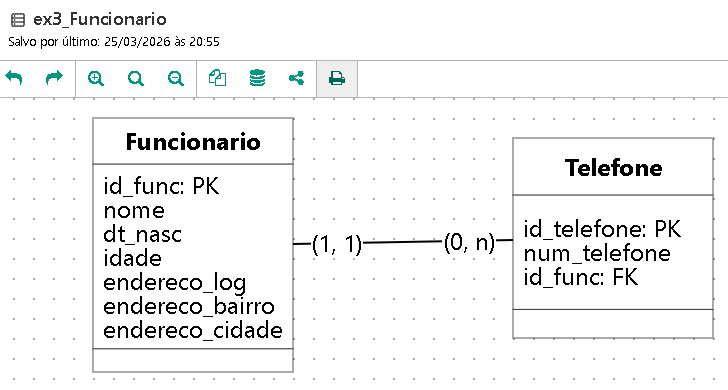 ex3_Funcionario
Salvo por último: 25/03/2026 às 20:55
Funcionario
id_func: PK
nome
dt_nasc
idade
endereco_log
endereco_bairro
endereco_cidade
(1, 1)
(0, n)
Telefone
id_telefone: PK
num_telefone
id_func: FK